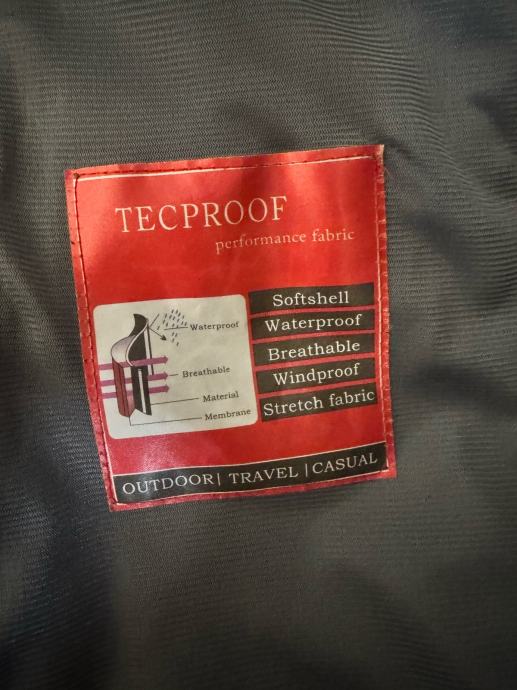 TECPROOF
performance fabric
Waterproof
Breathable
Material
Membrane
Softshell
Waterproof
Breathable
Windproof
Stretch fabric
OUTDOOR| TRAVEL |CASUAL